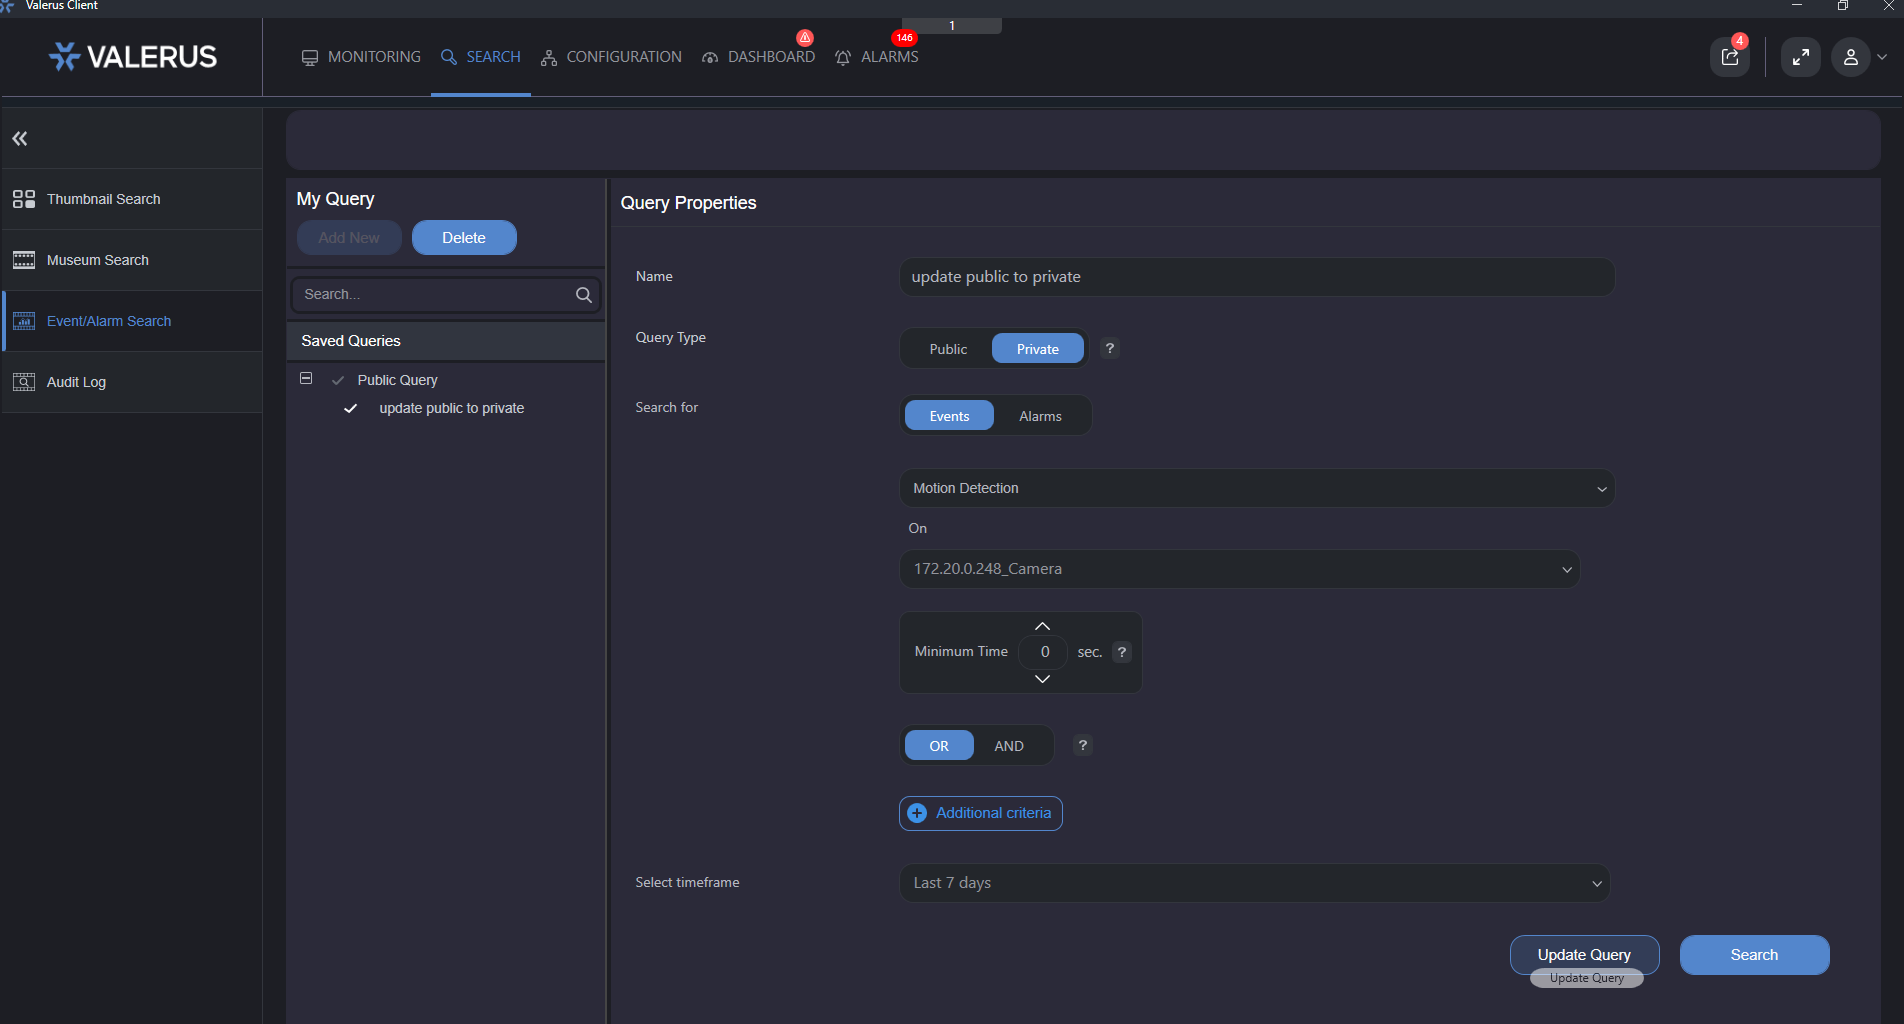 Valerus Client
1
VALERUS
MONITORING
SEARCH
CONFIGURATION
DASHBOARD
146
ALARMS
4
Thumbnail Search
Museum Search
Event/Alarm Search
Audit Log
My Query
Add New
Delete
Search...
Saved Queries
Public Query
update public to private
Query Properties
Name
update public to private
Query Type
Public
Private
?
Search for
Events
Alarms
Motion Detection
On
172.20.0.248_Camera
Minimum Time
0
sec.
?
OR
AND
?
Additional criteria
Select timeframe
Last 7 days
Update Query
Search
Update Query